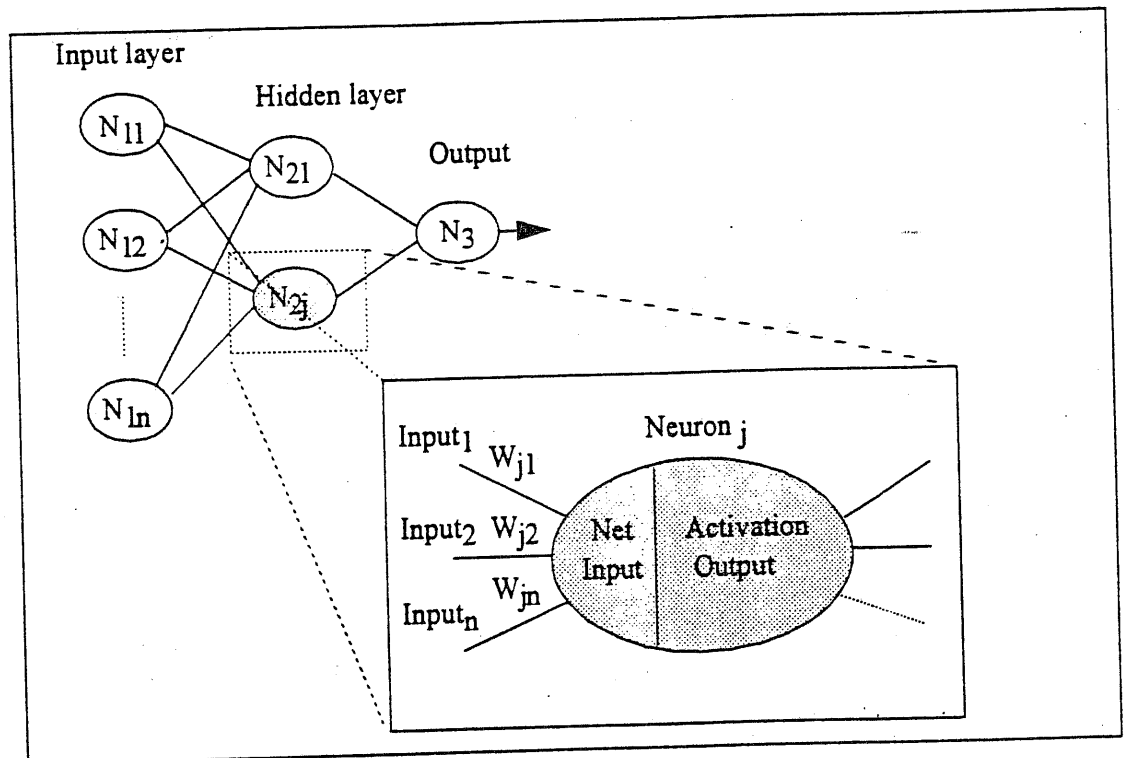 Input layer
Hidden layer
Output
N11
N21
N12
N3
N2j
N1n
Neuron j
Input1 Wj1
Input2 Wj2
Net Input
Activation Output
Wjn
Inputn